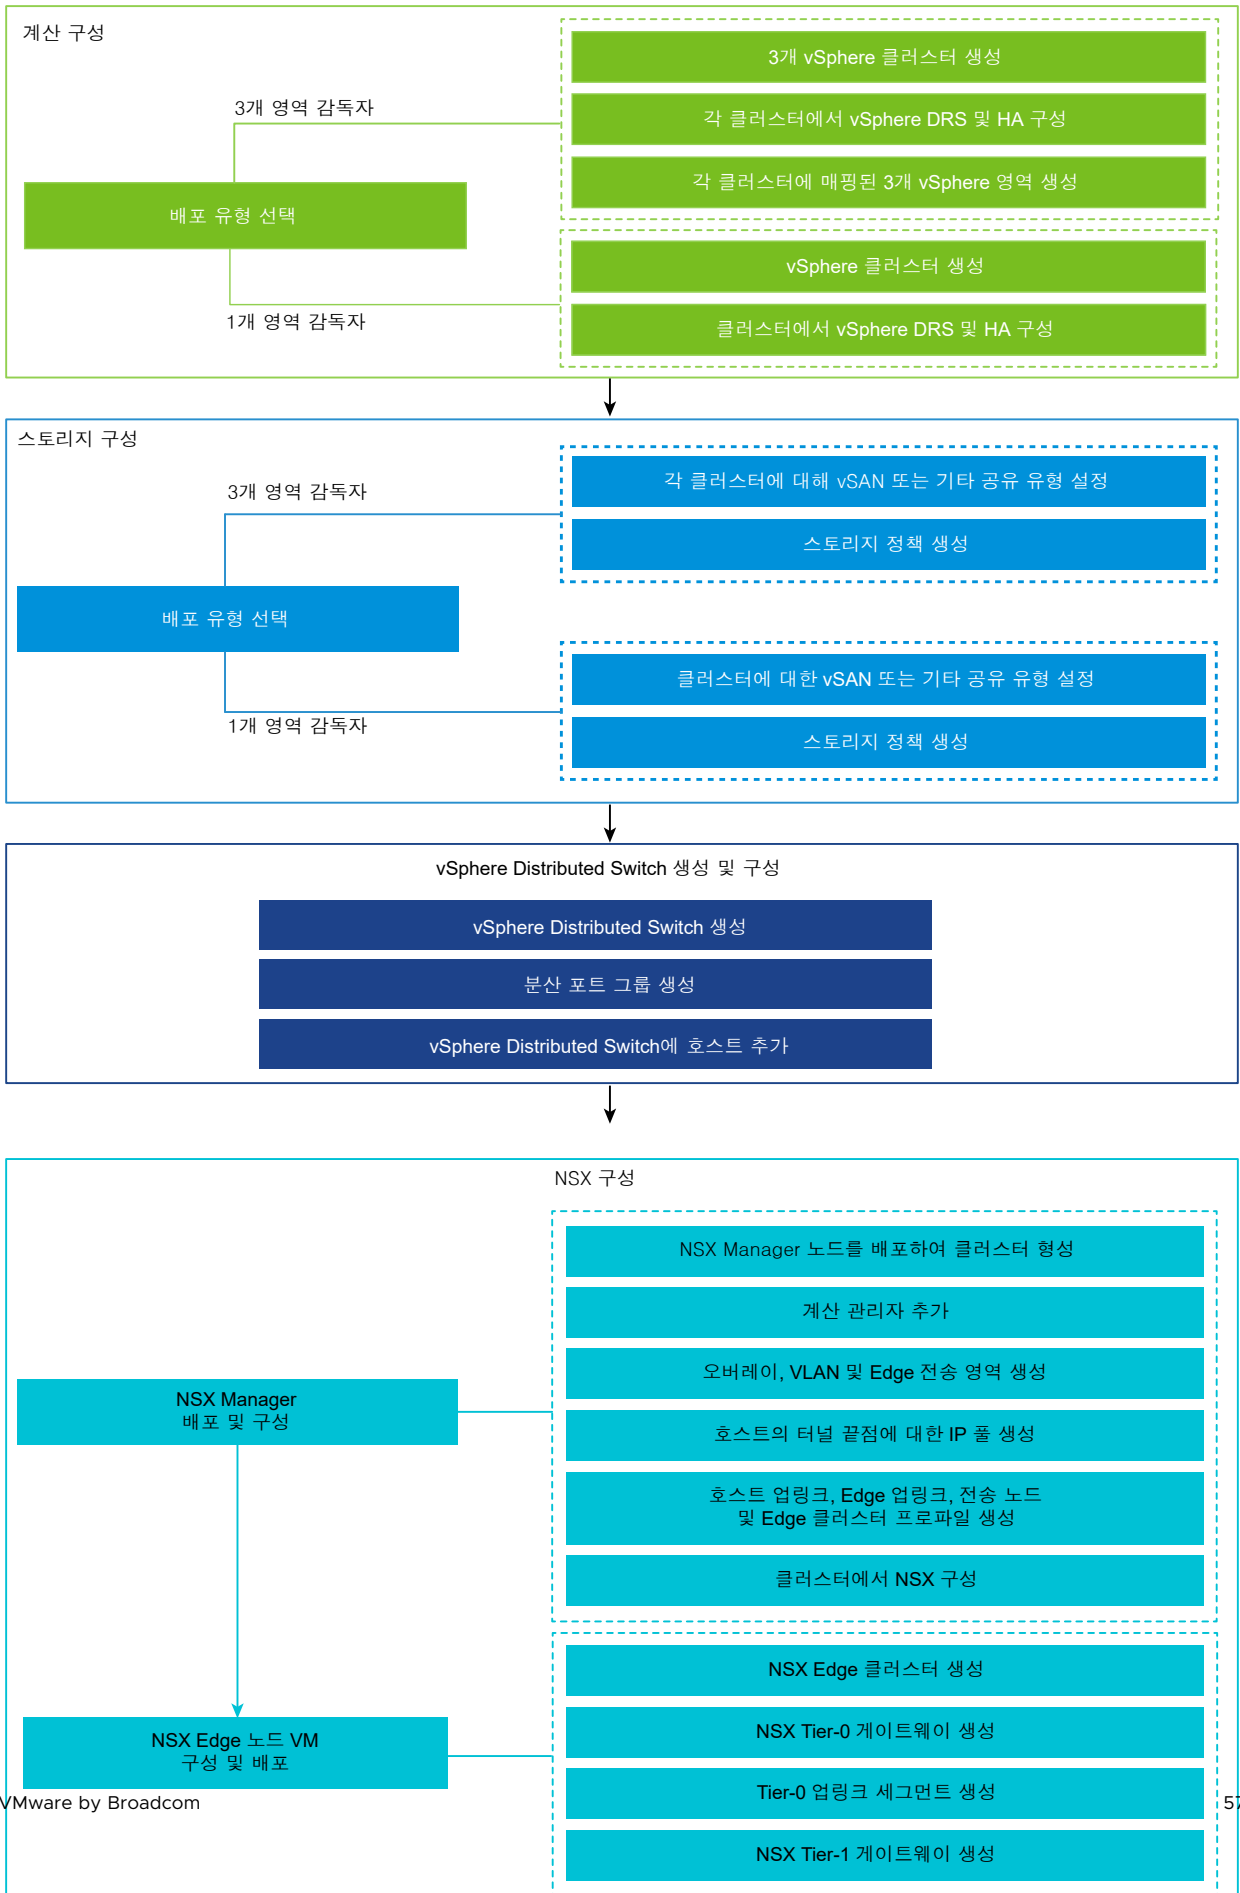 계산 구성
3개 영역 감독자
배포 유형 선택
1개 영역 감독자
3개 vSphere 클러스터 생성
각 클러스터에서 vSphere DRS 및 HA 구성
각 클러스터에 매핑된 3개 vSphere 영역 생성
vSphere 클러스터 생성
클러스터에서 vSphere DRS 및 HA 구성
스토리지 구성
3개 영역 감독자
배포 유형 선택
1개 영역 감독자
각 클러스터에 대해 vSAN 또는 기타 공유 유형 설정
스토리지 정책 생성
클러스터에 대한 vSAN 또는 기타 공유 유형 설정
스토리지 정책 생성
vSphere Distributed Switch 생성 및 구성
vSphere Distributed Switch 생성
분산 포트 그룹 생성
vSphere Distributed Switch에 호스트 추가
NSX 구성
NSX Manager
배포 및 구성
NSX Manager 노드를 배포하여 클러스터 형성
계산 관리자 추가
오버레이, VLAN 및 Edge 전송 영역 생성
호스트의 터널 끝점에 대한 IP 풀 생성
호스트 업링크, Edge 업링크, 전송 노드
및 Edge 클러스터 프로파일 생성
클러스터에서 NSX 구성
NSX Edge 노드 VM
구성 및 배포
NSX Edge 클러스터 생성
NSX Tier-0 게이트웨이 생성
Tier-0 업링크 세그먼트 생성
NSX Tier-1 게이트웨이 생성
VMware by Broadcom
57